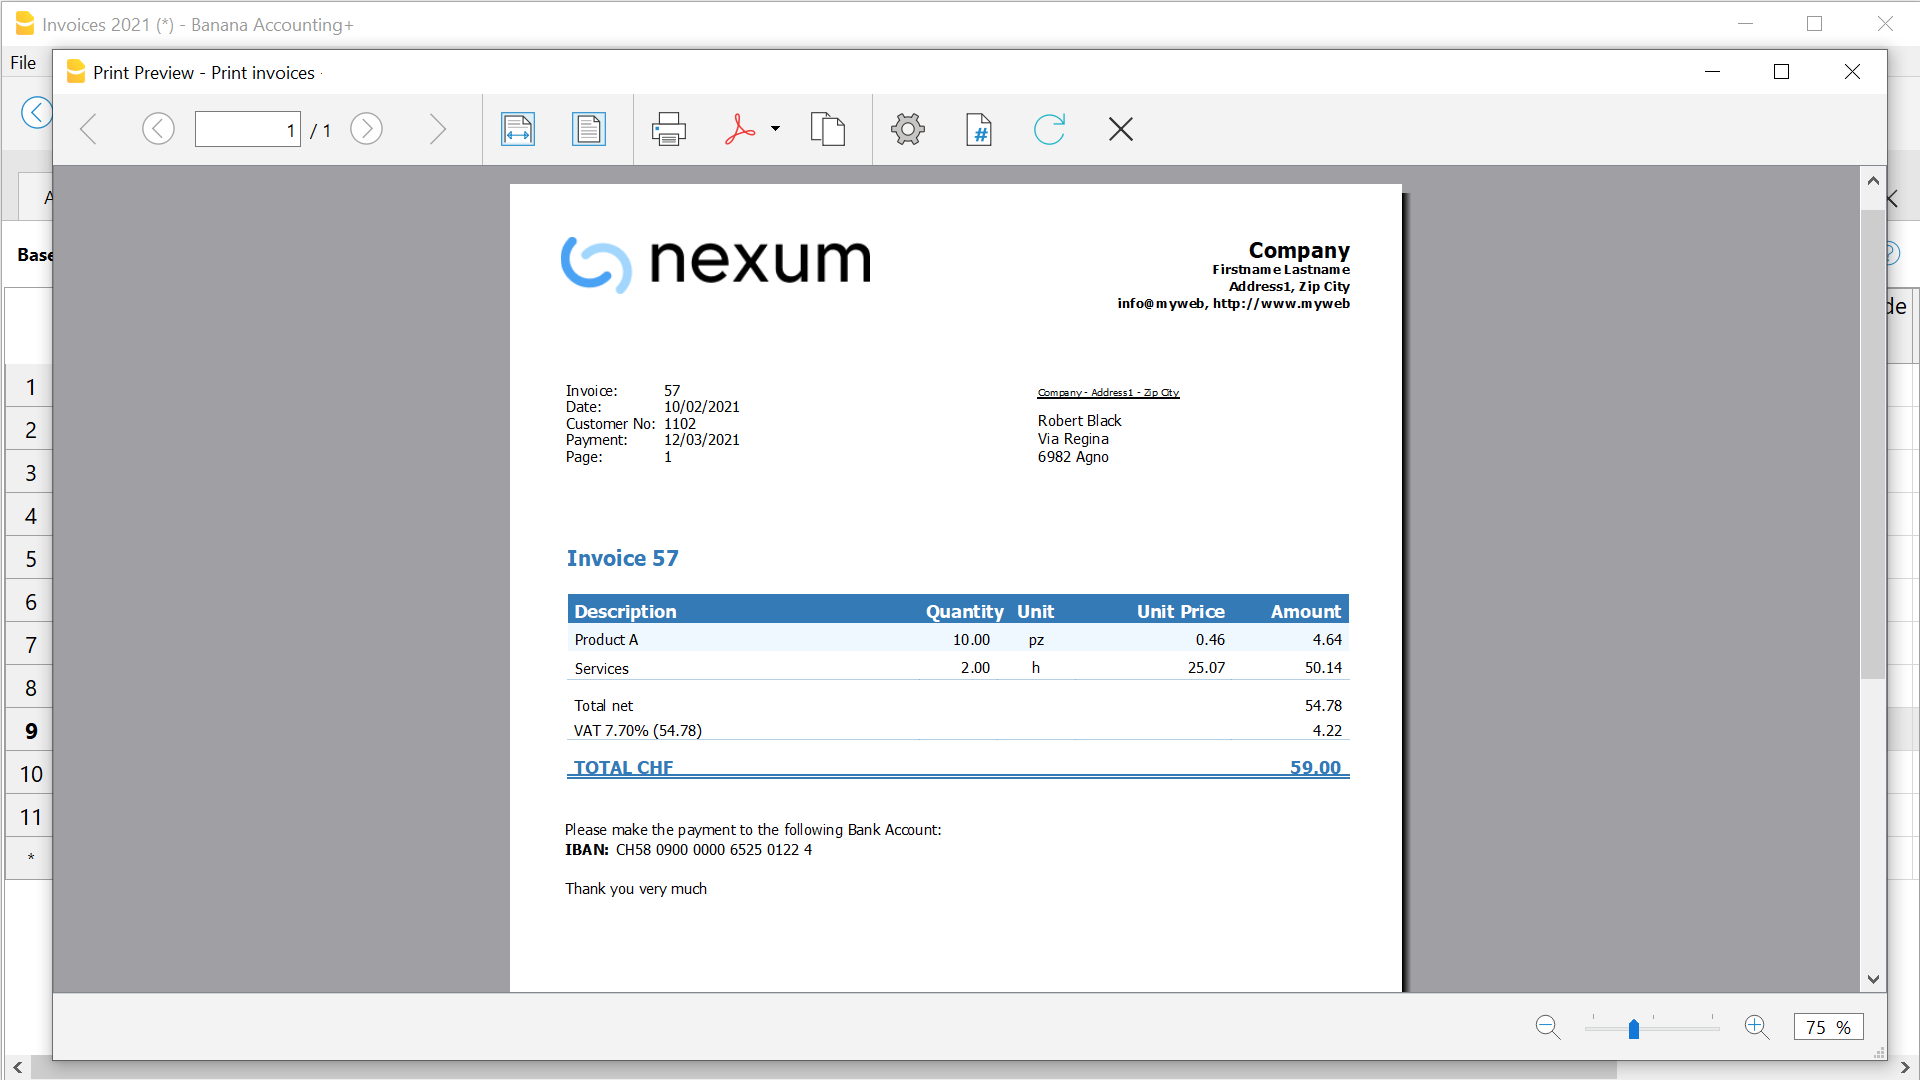 Invoices 2021 (*) - Banana Accounting+
File
Print Preview - Print invoices
1 / 1
Base
de
nexum
Company
Firstname Lastname
Address1, Zip City
info@myweb, http://www.myweb
Invoice: 57
Date: 10/02/2021
Customer No: 1102
Payment: 12/03/2021
Page: 1
Company - Address1 - Zip City
Robert Black
Via Regina
6982 Agno
Invoice 57
Description Quantity Unit Unit Price Amount
Product A 10.00 pz 0.46 4.64
Services 2.00 h 25.07 50.14
Total net 54.78
VAT 7.70% (54.78) 4.22
TOTAL CHF 59.00
Please make the payment to the following Bank Account:
IBAN: CH58 0900 0000 6525 0122 4
Thank you very much
1
2
3
4
5
6
7
8
9
10
11
*
75 %